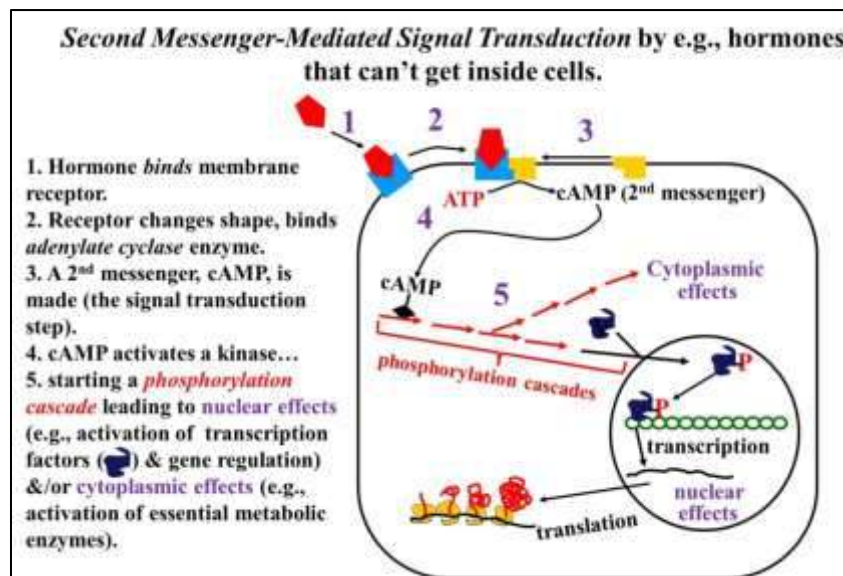 Second Messenger-Mediated Signal Transduction by e.g., hormones
that can't get inside cells.
1. Hormone binds membrane
receptor.
2. Receptor changes shape, binds
adenylate cyclase enzyme.
3. A 2nd messenger, cAMP, is
made (the signal transduction
step).
4. cAMP activates a kinase…
5. starting a phosphorylation
cascade leading to nuclear effects
(e.g., activation of transcription
factors ( ) & gene regulation)
&/or cytoplasmic effects (e.g.,
activation of essential metabolic
enzymes).
1
2
3
ATP
cAMP (2nd messenger)
4
cAMP
5
Cytoplasmic
effects
phosphorylation cascades
P
P
transcription
nuclear
effects
translation